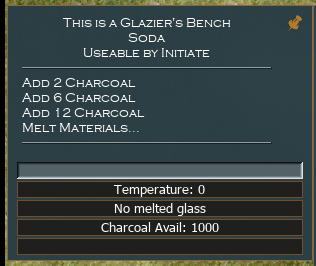 This is a Glazier's Bench
Soda
Useable by Initiate
Add 2 Charcoal
Add 6 Charcoal
Add 12 Charcoal
Melt Materials...
Temperature: 0
No melted glass
Charcoal Avail: 1000